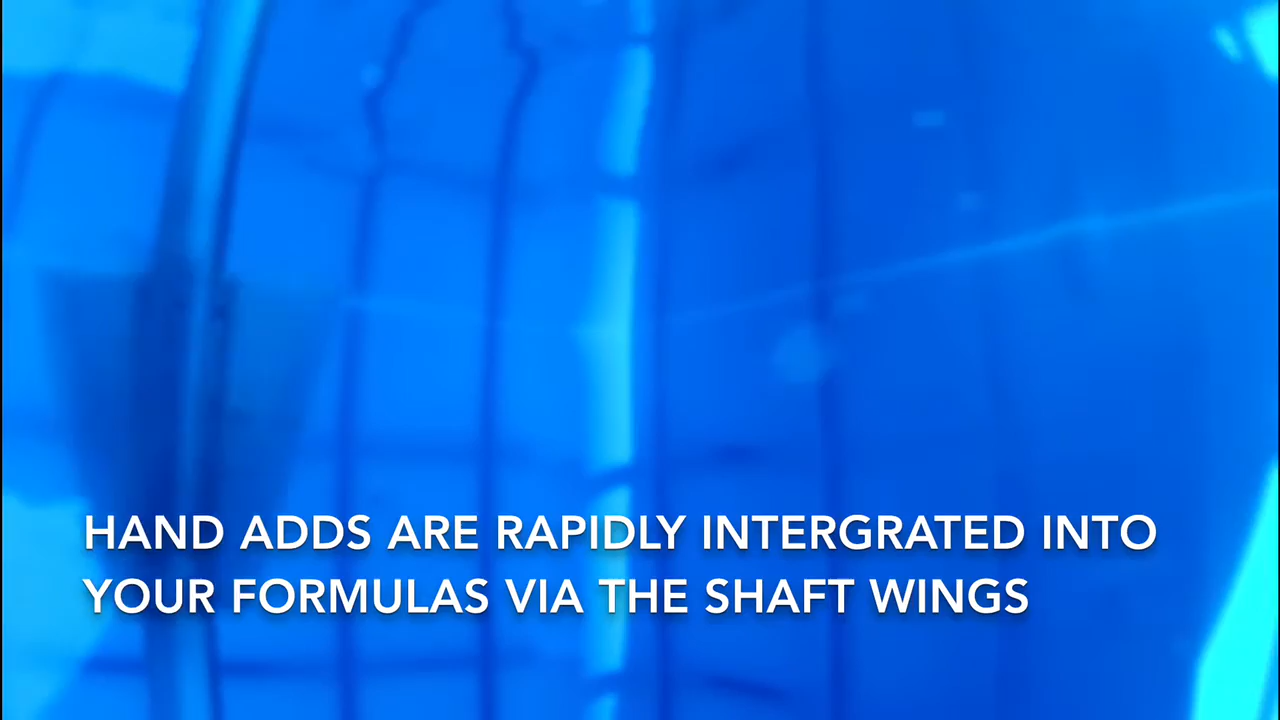 HAND ADDS ARE RAPIDLY INTERGRATED INTO
YOUR FORMULAS VIA THE SHAFT WINGS